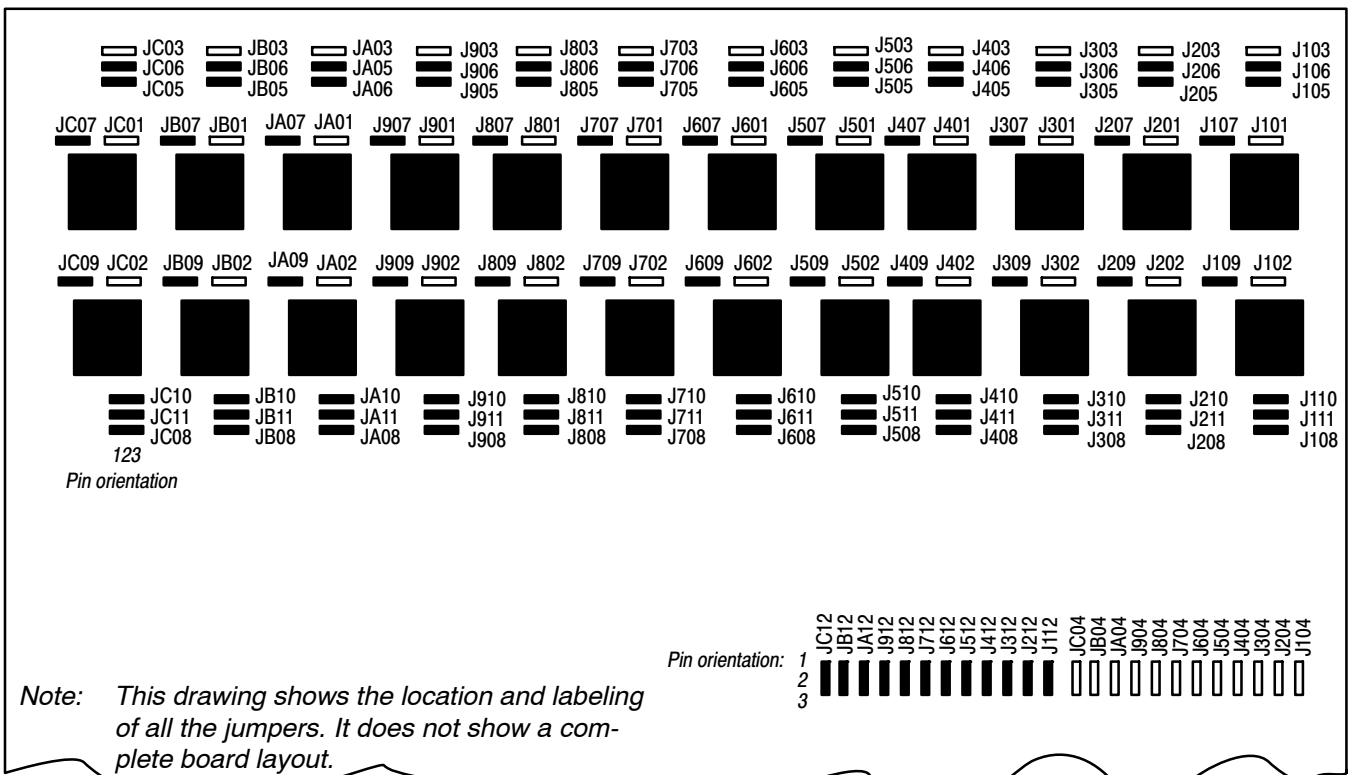 JC03 JB03 JA03 J903 J803 J703 J603 J503 J403 J303 J203 J103
JC06 JB06 JA05 J906 J806 J706 J606 J506 J406 J306 J206 J106
JC05 JB05 JA06 J905 J805 J705 J605 J505 J405 J305 J205 J105
JC07 JC01 JB07 JB01 JA07 JA01 J907 J901 J807 J801 J707 J701 J607 J601 J507 J501 J407 J401 J307 J301 J207 J201 J107 J101
JC09 JC02 JB09 JB02 JA09 JA02 J909 J902 J809 J802 J709 J702 J609 J602 J509 J502 J409 J402 J309 J302 J209 J202 J109 J102
JC10 JB10 JA10 J910 J810 J710 J610 J510 J410 J310 J210 J110
JC11 JB11 JA11 J911 J811 J711 J611 J511 J411 J311 J211 J111
JC08 JB08 JA08 J908 J808 J708 J608 J508 J408 J308 J208 J108
123
Pin orientation
JC12 JB12 JA12 J912 J812 J712 J612 J512 J412 J312 J212 J112 JC04 JB04 JA04 J904 J804 J704 J604 J504 J404 J304 J204 J104
Pin orientation: 1
2
3
Note: This drawing shows the location and labeling
of all the jumpers. It does not show a com-
plete board layout.